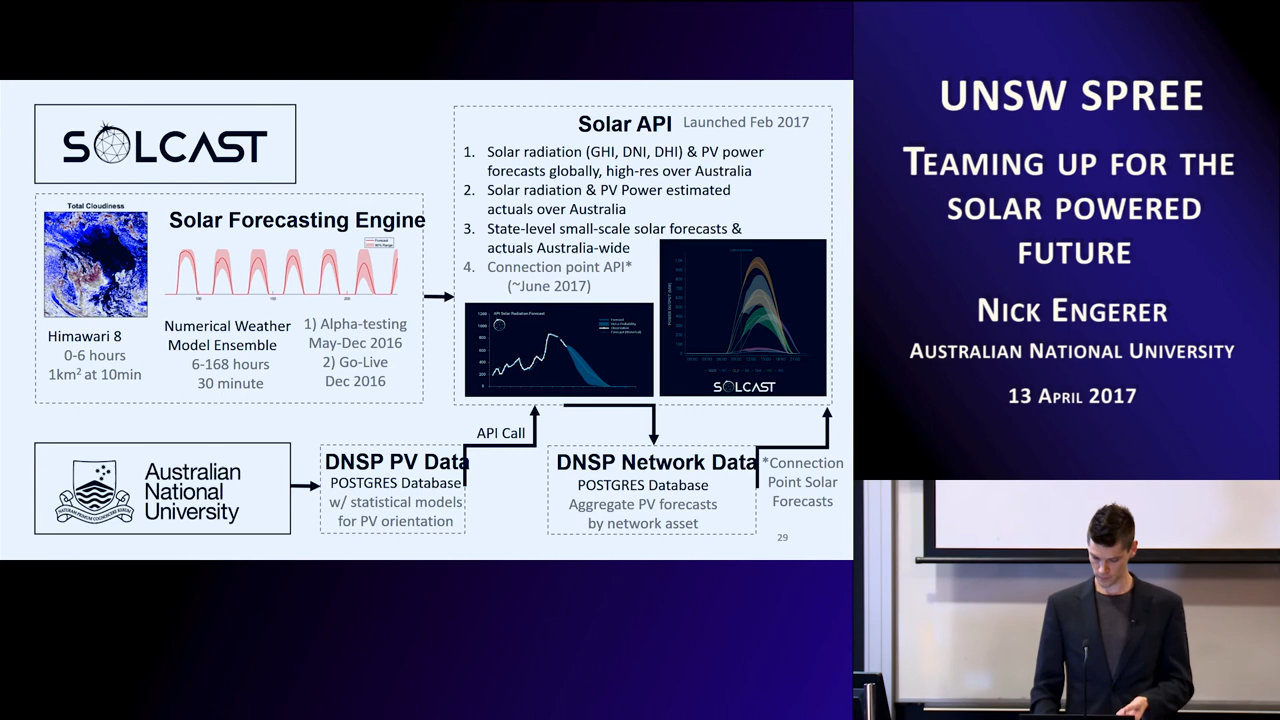 SOLCAST
Total Cloudiness
Solar Forecasting Engine
Himawari 8
0-6 hours
1km² at 10min
Numerical Weather
Model Ensemble
6-168 hours
30 minute
1) Alpha-testing
May-Dec 2016
2) Go-Live
Dec 2016
Solar API Launched Feb 2017
1. Solar radiation (GHI, DNI, DHI) & PV power
forecasts globally, high-res over Australia
2. Solar radiation & PV Power estimated
actuals over Australia
3. State-level small-scale solar forecasts &
actuals Australia-wide
4. Connection point API*
(~June 2017)
API Solar Radiation Forecast
SOLCAST
API Call
Australian
National
University
DNSP PV Data
POSTGRES Database
w/ statistical models
for PV orientation
DNSP Network Data
POSTGRES Database
Aggregate PV forecasts
by network asset
*Connection
Point Solar
Forecasts
29
UNSW SPREE
Teaming up for the
solar powered
future
Nick Engerer
Australian National University
13 April 2017